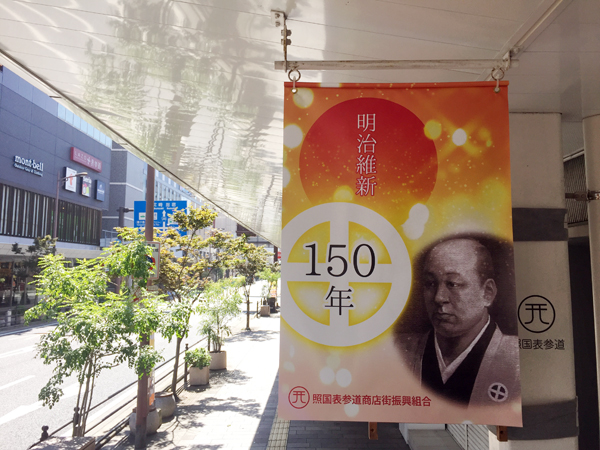 明治維新
150
年
照国表参道商店街振興組合
照国表参道
mont-bell